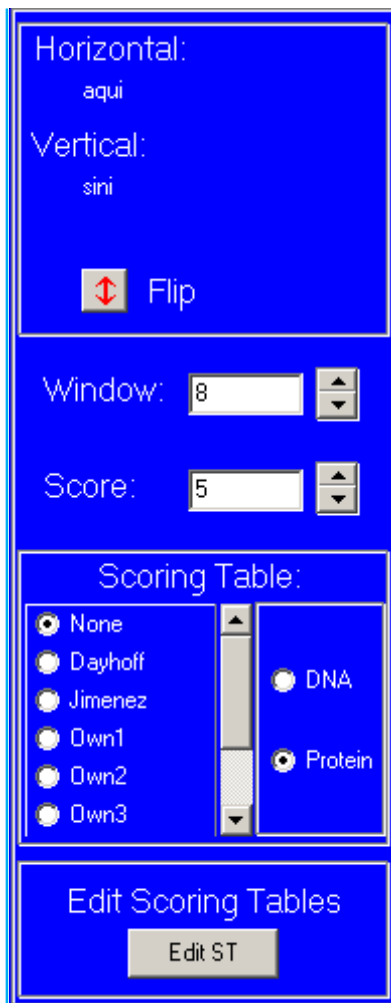 Horizontal:
aqui
Vertical:
sini
Flip
Window: 8
Score: 5
Scoring Table:
None
Dayhoff
Jimenez
Own1
Own2
Own3
DNA
Protein
Edit Scoring Tables
Edit ST